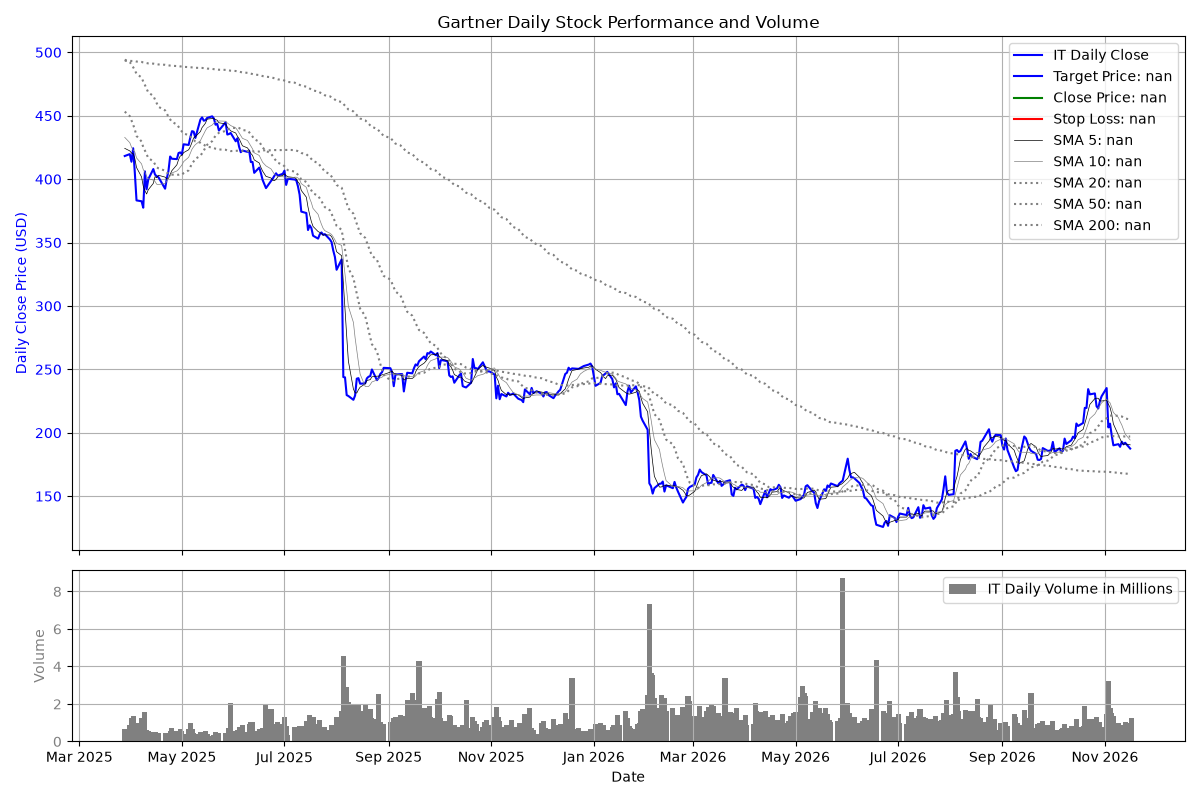 Gartner Daily Stock Performance and Volume
500
450
400
350
300
250
200
150
Daily Close Price (USD)
IT Daily Close
Target Price: nan
Close Price: nan
Stop Loss: nan
SMA 5: nan
SMA 10: nan
SMA 20: nan
SMA 50: nan
SMA 200: nan
8
6
4
2
0
Volume
IT Daily Volume in Millions
Mar 2025 May 2025 Jul 2025 Sep 2025 Nov 2025 Jan 2026 Mar 2026 May 2026 Jul 2026 Sep 2026 Nov 2026
Date